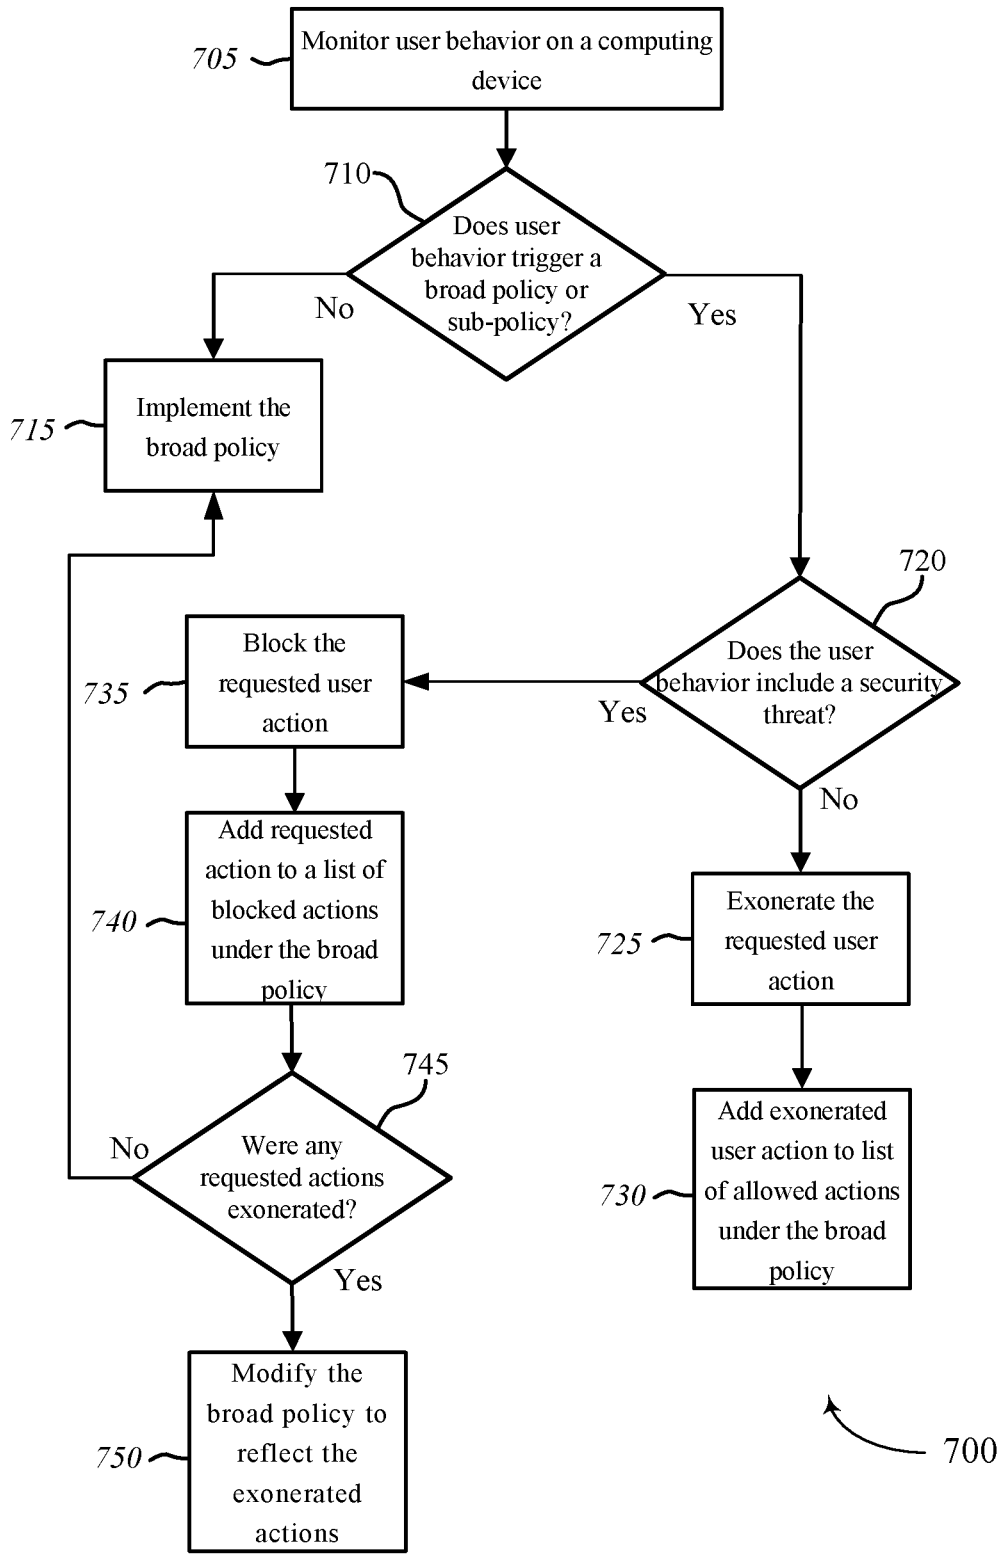 Monitor user behavior on a computing
device
705
710
Does user
behavior trigger a
broad policy or
sub-policy?
No
Yes
Implement the
broad policy
715
720
Does the user
behavior include a security
threat?
Yes
No
Block the
requested user
action
735
Add requested
action to a list of
blocked actions
under the broad
policy
740
Exonerate the
requested user
action
725
745
Were any
requested actions
exonerated?
No
Yes
Add exonerated
user action to list
of allowed actions
under the broad
policy
730
Modify the
broad policy to
reflect the
exonerated
actions
750
700